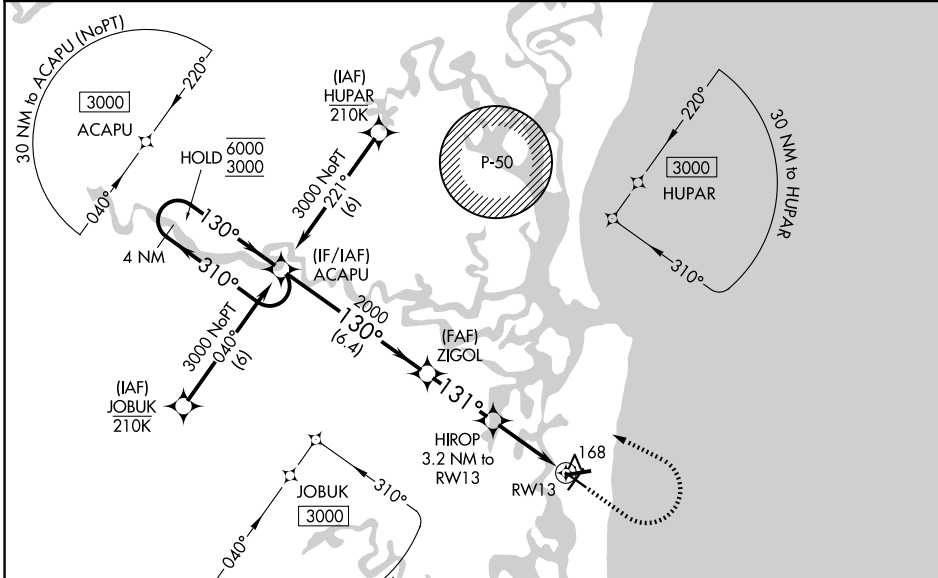 30 NM to ACAPU (NoPT)
220°
3000
ACAPU
040°
HOLD
6000
3000
4 NM
130°
310°
(IAF)
HUPAR
210K
3000 NoPT
221°
(6)
P-50
220°
3000
HUPAR
310°
30 NM to HUPAR
(IF/IAF)
ACAPU
3000 NoPT
040°
(6)
(IAF)
JOBUK
210K
2000
130°
(6.4)
(FAF)
ZIGOL
131°
HIROP
3.2 NM to
RW13
168
RW13
JOBUK
3000
310°
040°